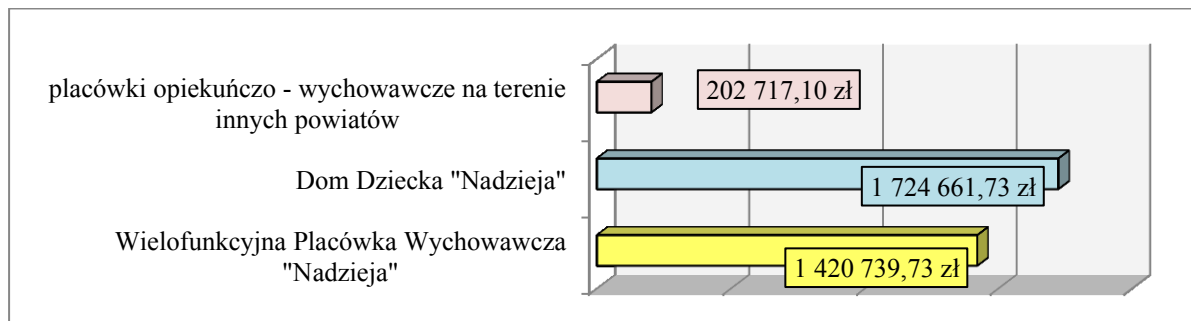 placówki opiekuńczo - wychowawcze na terenie
innych powiatów
202 717,10 zł
Dom Dziecka "Nadzieja"
1 724 661,73 zł
Wielofunkcyjna Placówka Wychowawcza
"Nadzieja"
1 420 739,73 zł